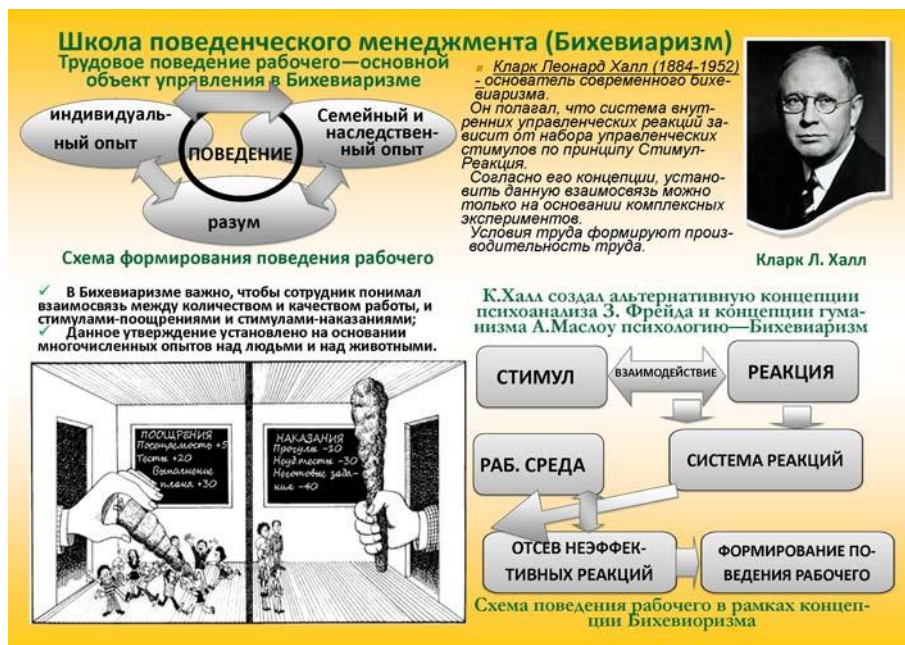 Школа поведенческого менеджмента (Бихевиаризм)
Трудовое поведение рабочего—основной
объект управления в Бихевиаризме
индивидуаль-
ный опыт
Семейный и
наследствен-
ный опыт
ПОВЕДЕНИЕ
разум
Схема формирования поведения рабочего
Кларк Леонард Халл (1884-1952)
- основатель современного бихе-
виаризма.
Он полагал, что система внут-
ренних управленческих реакций за-
висит от набора управленческих
стимулов по принципу Стимул-
Реакция.
Согласно его концепции, устано-
вить данную взаимосвязь можно
только на основании комплексных
экспериментов.
Условия труда формируют произ-
водительность труда.
Кларк Л. Халл
✓ В Бихевиаризме важно, чтобы сотрудник понимал
взаимосвязь между количеством и качеством работы, и
стимулами-поощрениями и стимулами-наказаниями;
✓ Данное утверждение установлено на основании
многочисленных опытов над людьми и над животными.
ПООЩРЕНИЯ
Посещаемость +5
Тесты +20
Выполнение
плана +30
НАКАЗАНИЯ
Прогулы -10
Неуд.тесты -30
Неготовые зада-
ния -40
К.Халл создал альтернативную концепции
психоанализа З. Фрейда и концепции гума-
низма А.Маслоу психологию—Бихевиаризм
СТИМУЛ
ВЗАИМОДЕЙСТВИЕ
РЕАКЦИЯ
РАБ. СРЕДА
СИСТЕМА РЕАКЦИЙ
ОТСЕВ НЕЭФФЕК-
ТИВНЫХ РЕАКЦИЙ
ФОРМИРОВАНИЕ ПО-
ВЕДЕНИЯ РАБОЧЕГО
Схема поведения рабочего в рамках концеп-
ции Бихевиоризма